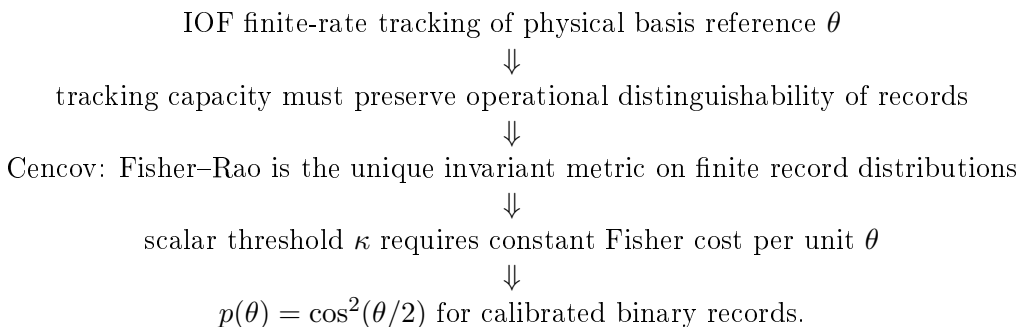 IOF finite-rate tracking of physical basis reference θ
⇓
tracking capacity must preserve operational distinguishability of records
⇓
Cencov: Fisher–Rao is the unique invariant metric on finite record distributions
⇓
scalar threshold κ requires constant Fisher cost per unit θ
⇓
p(θ) = cos²(θ/2) for calibrated binary records.